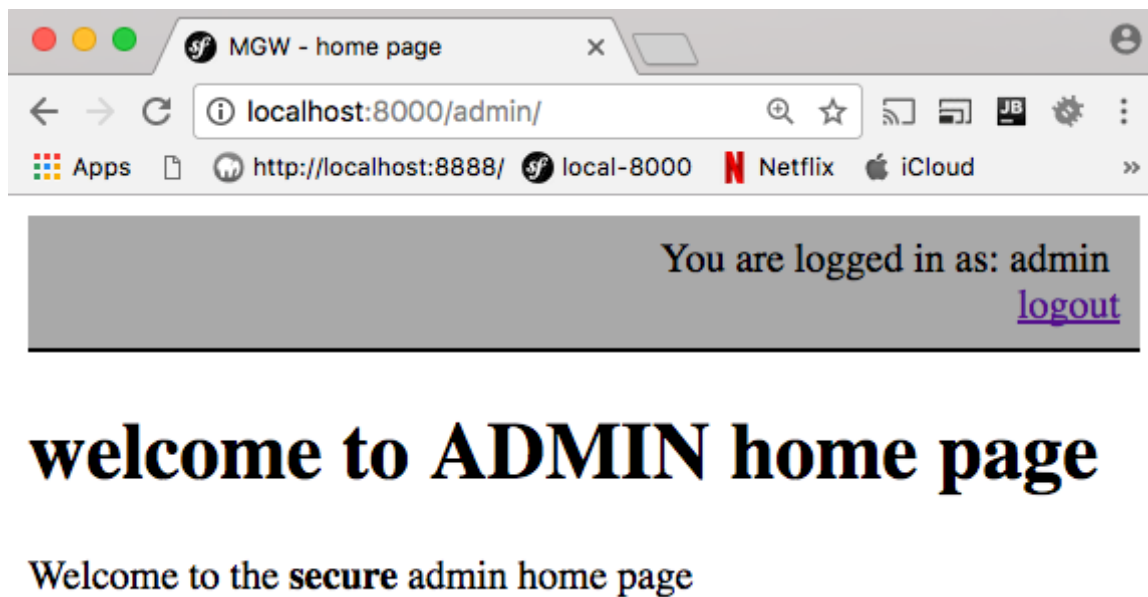 MGW - home page
localhost:8000/admin/
Apps http://localhost:8888/ local-8000 Netflix iCloud »
You are logged in as: admin
logout
welcome to ADMIN home page
Welcome to the secure admin home page